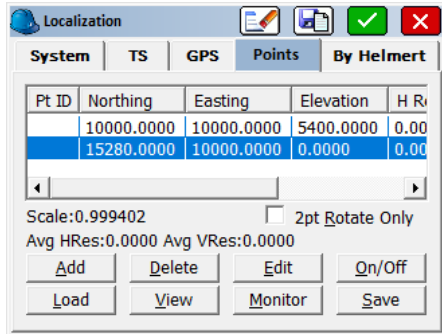 Localization
System TS GPS Points By Helmert
Pt ID Northing Easting Elevation H Re
10000.0000 10000.0000 5400.0000 0.00
15280.0000 10000.0000 0.0000 0.00
Scale:0.999402 2pt Rotate Only
Avg HRes:0.0000 Avg VRes:0.0000
Add Delete Edit On/Off
Load View Monitor Save